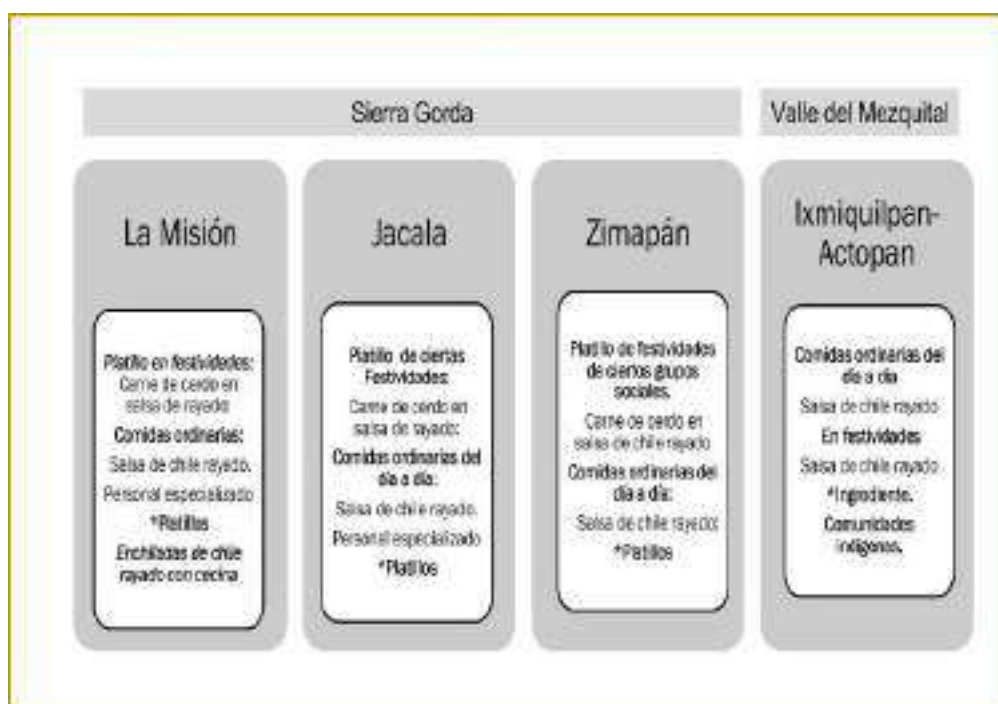 Sierra Gorda
Valle del Mezquital
La Misión
Platillo en festividades:
Carne de cerdo en
salsa de rayado
Comidas ordinarias:
Salsa de chile rayado.
Personal especializado
*Platillos
Enchiladas de chile
rayado con cecina
Jacala
Platillo de ciertas
Festividades:
Carne de cerdo en
salsa de rayado:
Comidas ordinarias del
día a día:
Salsa de chile rayado.
Personal especializado
*Platillos
Zimapán
Platillo de festividades
de ciertos grupos
sociales.
Carne de cerdo en
salsa de chile rayado
Comidas ordinarias del
día a día:
Salsa de chile rayado:
*Platillos
Ixmiquilpan-
Actopan
Comidas ordinarias del
día a día
Salsa de chile rayado
En festividades
Salsa de chile rayado
*Ingrediente.
Comunidades
indígenas.